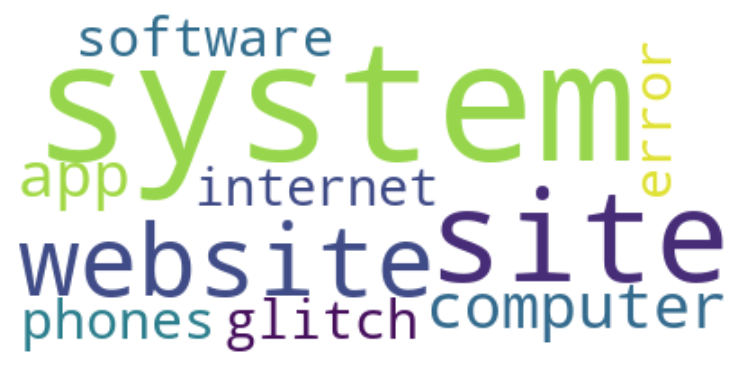 software
system
error
app
internet
site
website
computer
phones
glitch